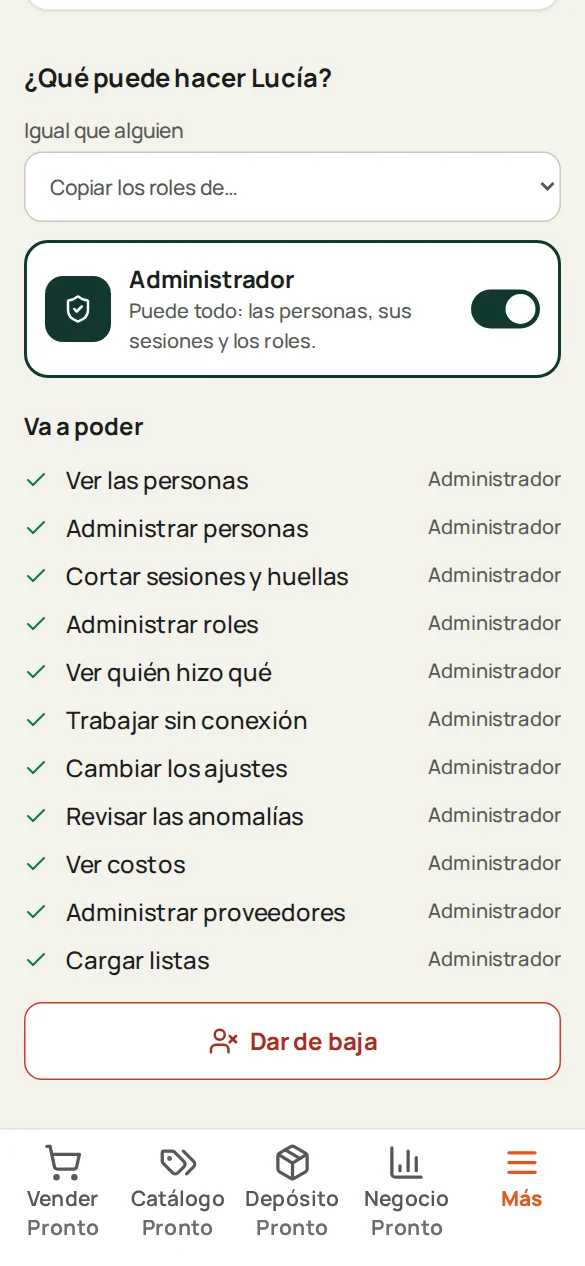 ¿Qué puede hacer Lucía?
Igual que alguien
Copiar los roles de...
Administrador
Puede todo: las personas, sus
sesiones y los roles.
Va a poder
Ver las personas Administrador
Administrar personas Administrador
Cortar sesiones y huellas Administrador
Administrar roles Administrador
Ver quién hizo qué Administrador
Trabajar sin conexión Administrador
Cambiar los ajustes Administrador
Revisar las anomalías Administrador
Ver costos Administrador
Administrar proveedores Administrador
Cargar listas Administrador
Dar de baja
Vender Catálogo Depósito Negocio Más
Pronto Pronto Pronto Pronto